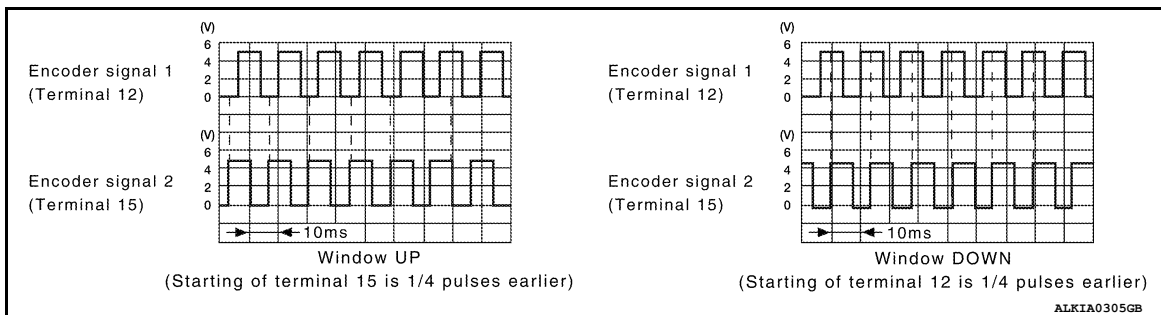 (V)
6
Encoder signal 1
4
(Terminal 12)
2
0
(V)
6
Encoder signal 2
4
(Terminal 15)
2
0
10ms
Window UP
(Starting of terminal 15 is 1/4 pulses earlier)
(V)
6
Encoder signal 1
4
(Terminal 12)
2
0
(V)
6
Encoder signal 2
4
(Terminal 15)
2
0
10ms
Window DOWN
(Starting of terminal 12 is 1/4 pulses earlier)
ALKIA0305GB